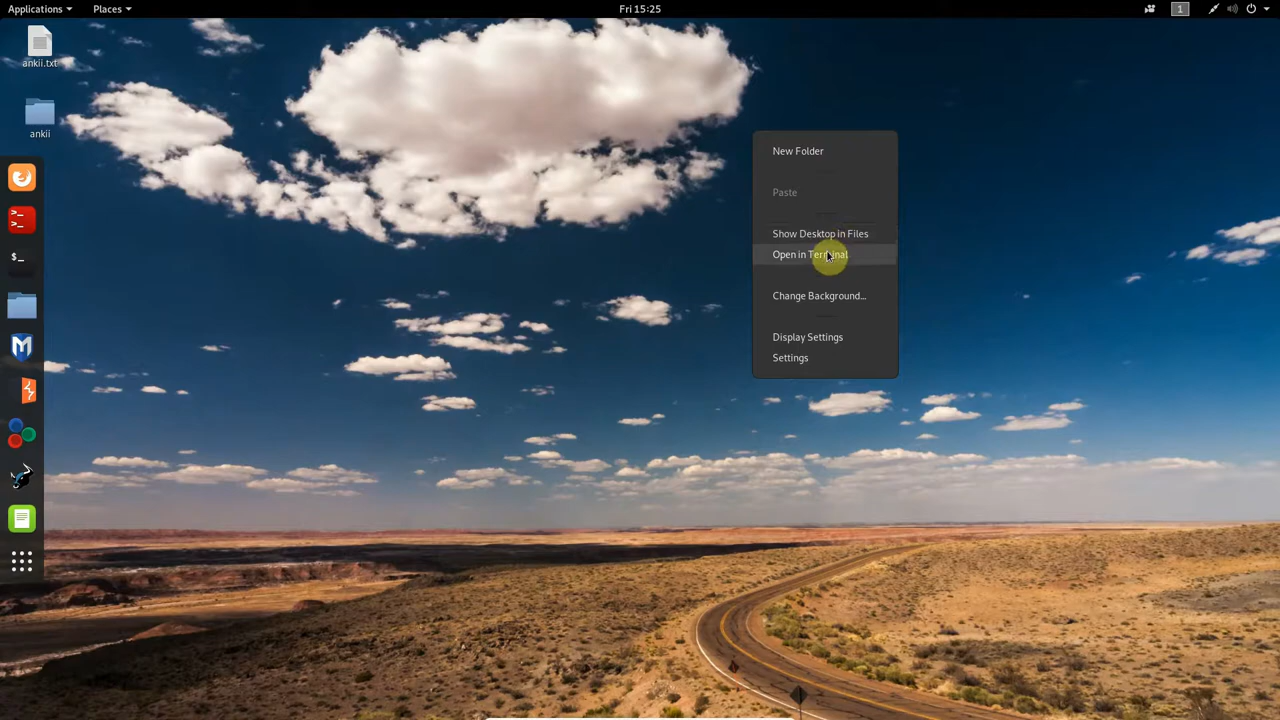 Applications
Places
Fri 15:25
1
ankii.txt
ankii
$_
New Folder
Paste
Show Desktop in Files
Open in Terminal
Change Background...
Display Settings
Settings